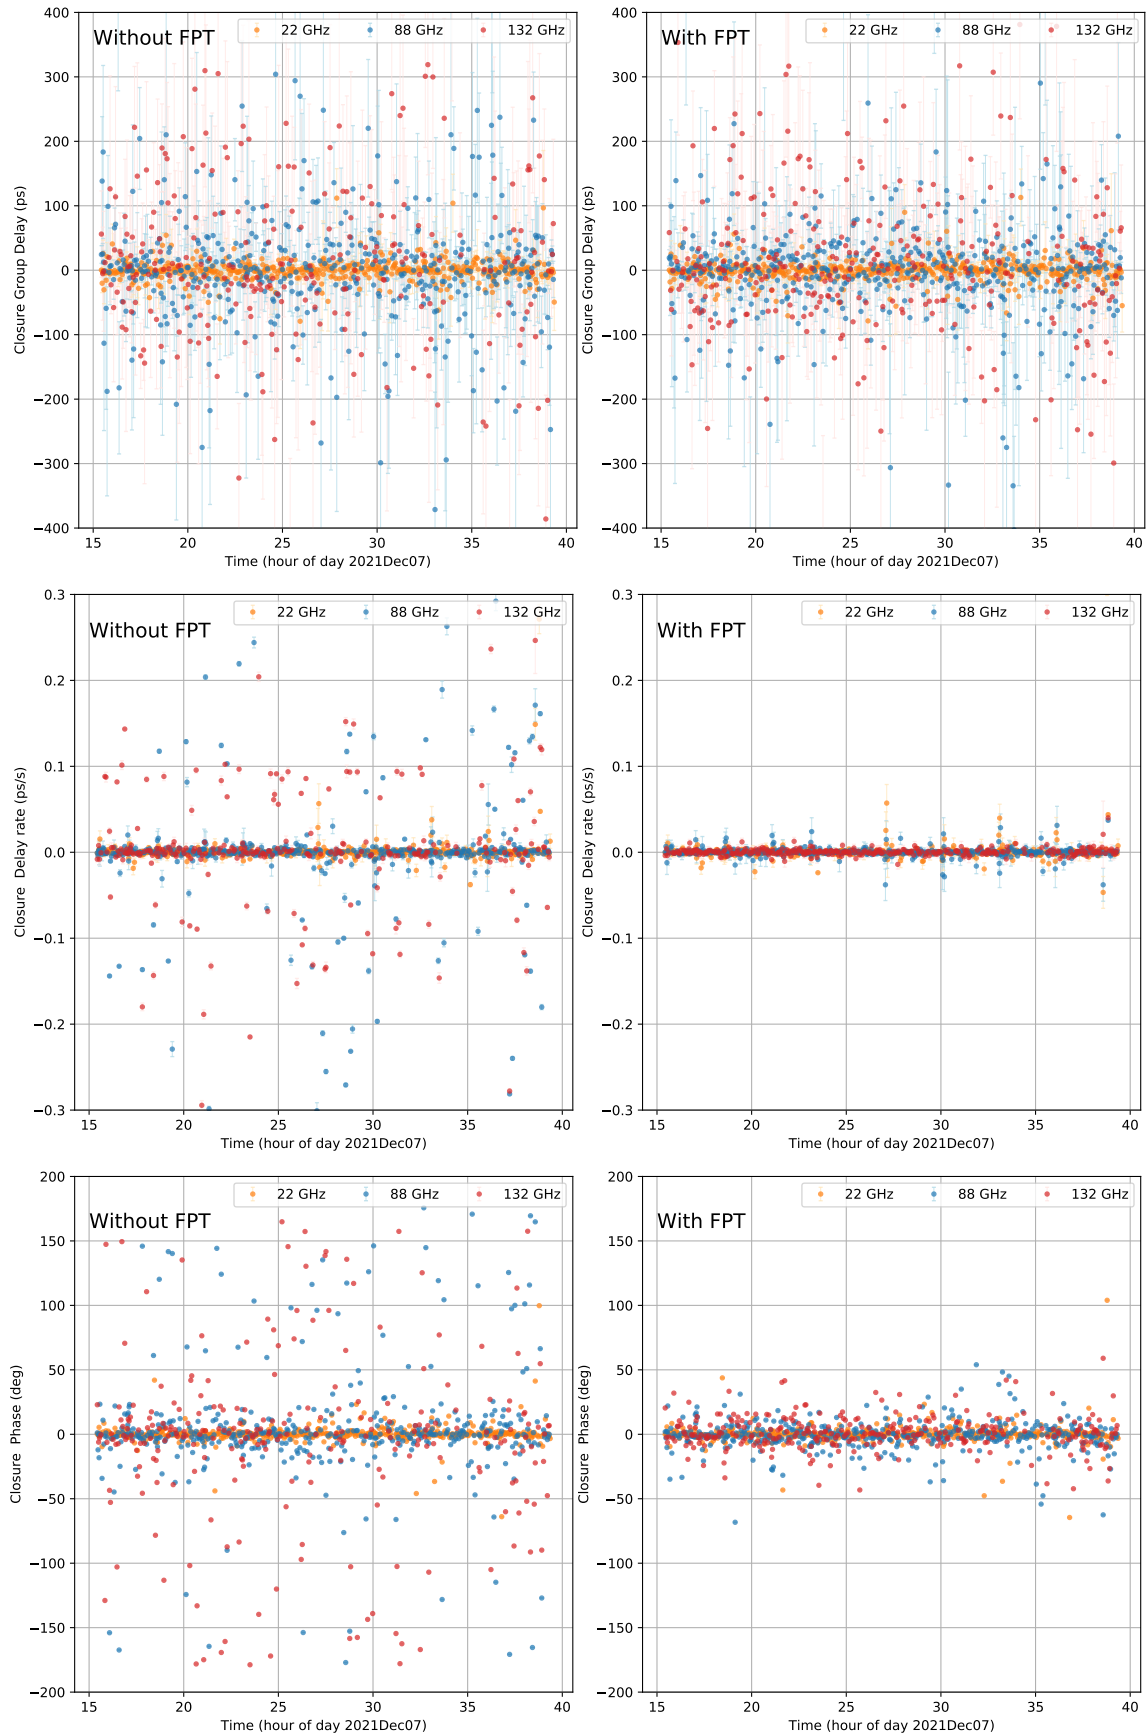 Without FPT
22 GHz 88 GHz 132 GHz
400
300
200
100
0
−100
−200
−300
−400
Closure Group Delay (ps)
15 20 25 30 35 40
Time (hour of day 2021Dec07)
With FPT
22 GHz 88 GHz 132 GHz
400
300
200
100
0
−100
−200
−300
−400
Closure Group Delay (ps)
15 20 25 30 35 40
Time (hour of day 2021Dec07)
Without FPT
22 GHz 88 GHz 132 GHz
0.3
0.2
0.1
0.0
−0.1
−0.2
−0.3
Closure Delay rate (ps/s)
15 20 25 30 35 40
Time (hour of day 2021Dec07)
With FPT
22 GHz 88 GHz 132 GHz
0.3
0.2
0.1
0.0
−0.1
−0.2
−0.3
Closure Delay rate (ps/s)
15 20 25 30 35 40
Time (hour of day 2021Dec07)
Without FPT
22 GHz 88 GHz 132 GHz
200
150
100
50
0
−50
−100
−150
−200
Closure Phase (deg)
15 20 25 30 35 40
Time (hour of day 2021Dec07)
With FPT
22 GHz 88 GHz 132 GHz
200
150
100
50
0
−50
−100
−150
−200
Closure Phase (deg)
15 20 25 30 35 40
Time (hour of day 2021Dec07)